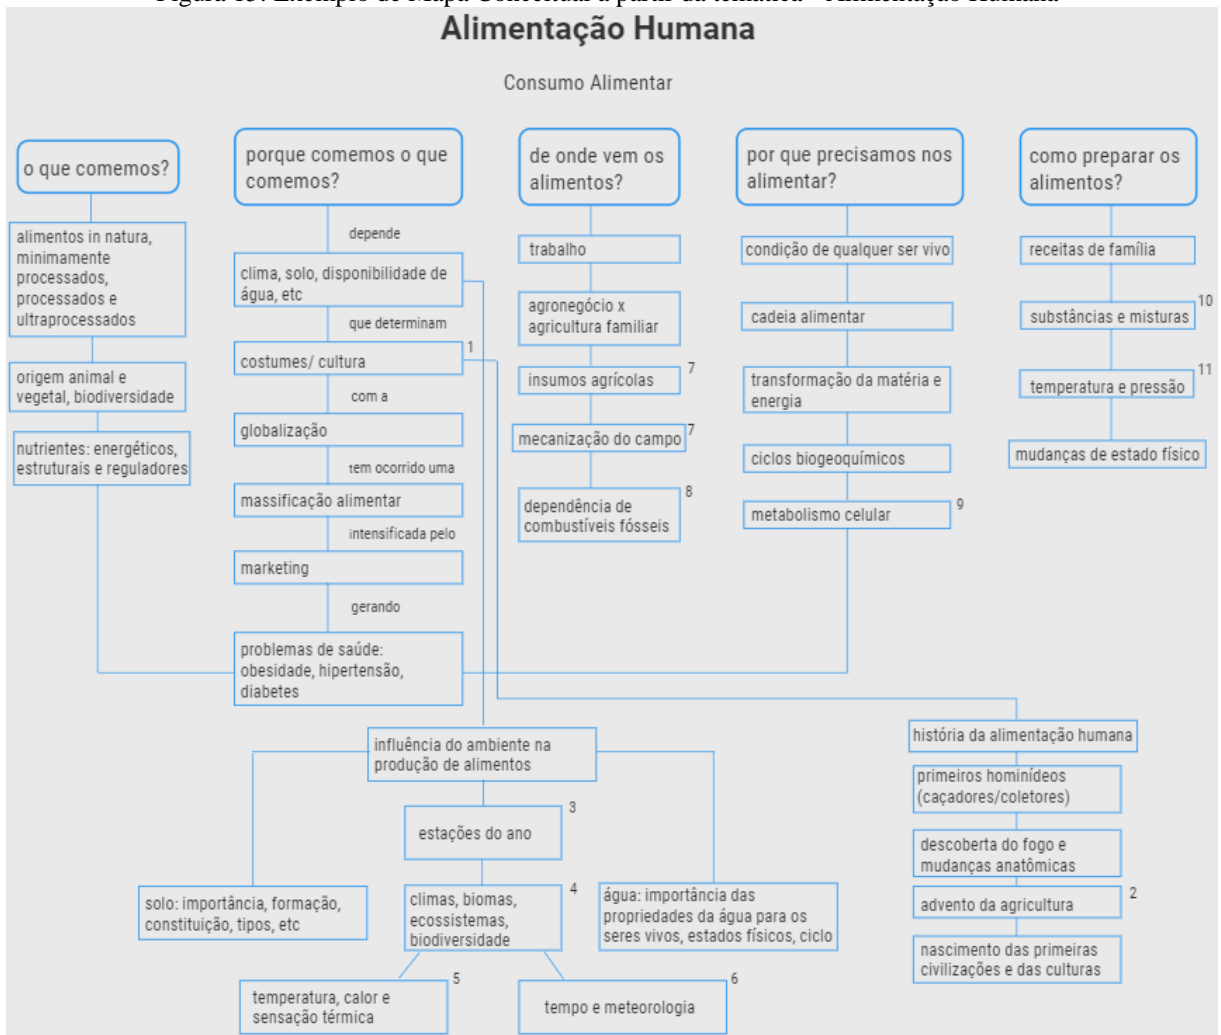 Alimentação Humana
Consumo Alimentar
o que comemos?
alimentos in natura,
minimamente
processados,
processados e
ultraprocessados
origem animal e
vegetal, biodiversidade
nutrientes: energéticos,
estruturais e reguladores
porque comemos o que
comemos?
depende
clima, solo, disponibilidade de
água, etc
que determinam
costumes/ cultura
1
com a
globalização
tem ocorrido uma
massificação alimentar
intensificada pelo
marketing
gerando
problemas de saúde:
obesidade, hipertensão,
diabetes
de onde vem os
alimentos?
trabalho
agronegócio x
agricultura familiar
insumos agrícolas
7
mecanização do campo
7
dependência de
combustíveis fósseis
8
por que precisamos nos
alimentar?
condição de qualquer ser vivo
cadeia alimentar
transformação da matéria e
energia
ciclos biogeoquímicos
metabolismo celular
9
como preparar os
alimentos?
receitas de família
substâncias e misturas
10
temperatura e pressão
11
mudanças de estado físico
influência do ambiente na
produção de alimentos
estações do ano
3
solo: importância, formação,
constituição, tipos, etc
climas, biomas,
ecossistemas,
biodiversidade
4
água: importância das
propriedades da água para os
seres vivos, estados físicos, ciclo
temperatura, calor e
sensação térmica
5
tempo e meteorologia
6
história da alimentação humana
primeiros hominídeos
(caçadores/coletores)
descoberta do fogo e
mudanças anatômicas
advento da agricultura
2
nascimento das primeiras
civilizações e das culturas